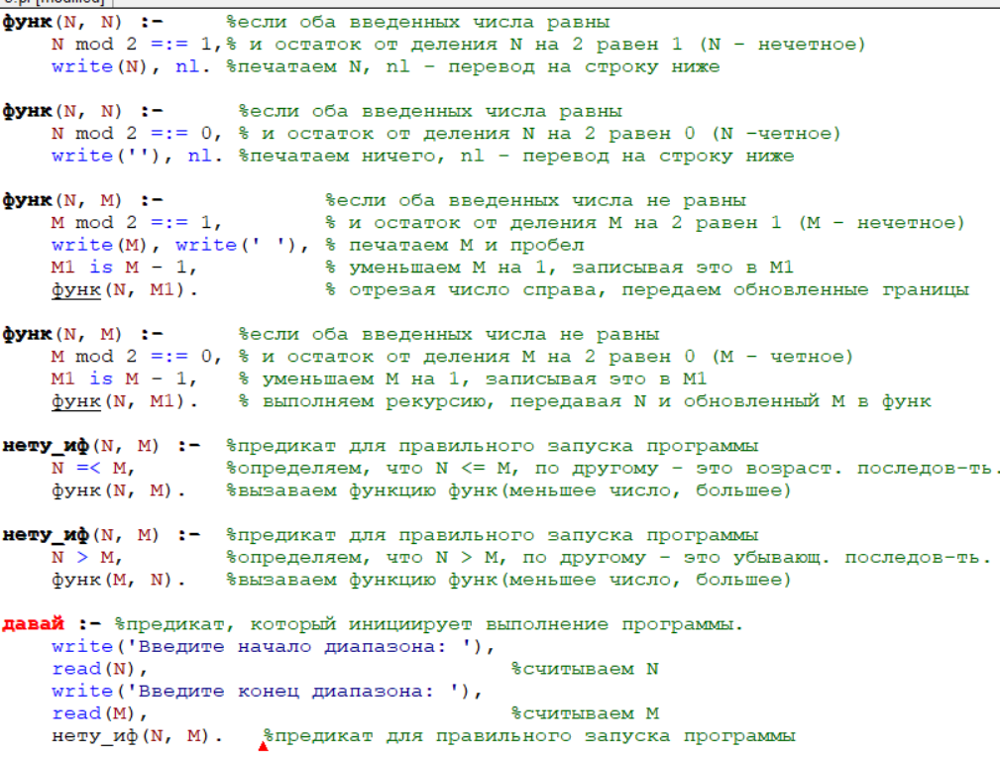 функ(N, N) :- %если оба введенных числа равны
N mod 2 =:= 1,% и остаток от деления N на 2 равен 1 (N - нечетное)
write(N), nl. %печатаем N, nl - перевод на строку ниже
функ(N, N) :- %если оба введенных числа равны
N mod 2 =:= 0, % и остаток от деления N на 2 равен 0 (N -четное)
write(''), nl. %печатаем ничего, nl - перевод на строку ниже
функ(N, M) :- %если оба введенных числа не равны
M mod 2 =:= 1, % и остаток от деления M на 2 равен 1 (M - нечетное)
write(M), write(' '), % печатаем M и пробел
M1 is M - 1, % уменьшаем M на 1, записывая это в M1
функ(N, M1). % отрезая число справа, передаем обновленные границы
функ(N, M) :- %если оба введенных числа не равны
M mod 2 =:= 0, % и остаток от деления M на 2 равен 0 (M - четное)
M1 is M - 1, % уменьшаем M на 1, записывая это в M1
функ(N, M1). % выполняем рекурсию, передавая N и обновленный M в функ
нету_иф(N, M) :- %предикат для правильного запуска программы
N =< M, %определяем, что N <= M, по другому - это возраст. последов-ть.
функ(N, M). %вызаваем функцию функ(меньшее число, большее)
нету_иф(N, M) :- %предикат для правильного запуска программы
N > M, %определяем, что N > M, по другому - это убывающ. последов-ть.
функ(M, N). %вызаваем функцию функ(меньшее число, большее)
давай :- %предикат, который инициирует выполнение программы.
write('Введите начало диапазона: '),
read(N), %считываем N
write('Введите конец диапазона: '),
read(M), %считываем M
нету_иф(N, M). %предикат для правильного запуска программы